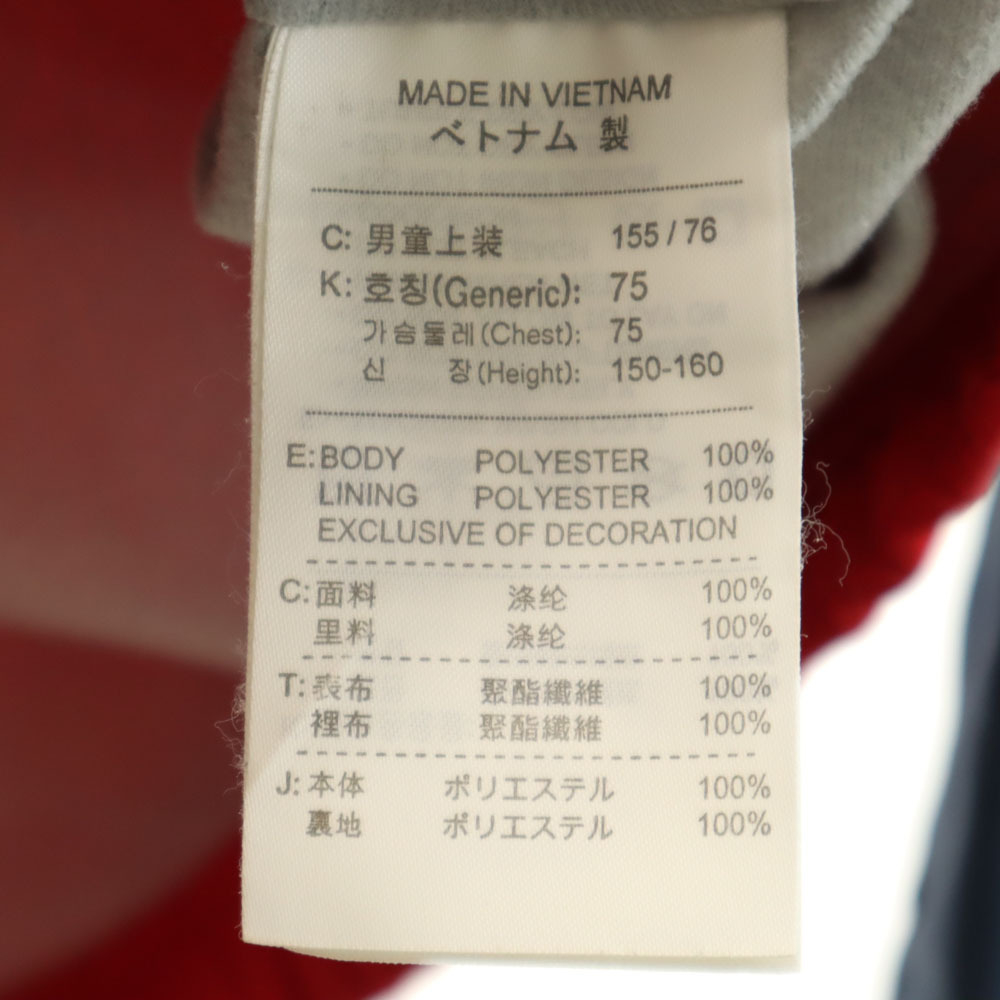 MADE IN VIETNAM
ベトナム 製
C: 男童上装 155 / 76
K: 호칭(Generic): 75
가슴둘레(Chest): 75
신 장(Height): 150-160
E: BODY POLYESTER 100%
LINING POLYESTER 100%
EXCLUSIVE OF DECORATION
C: 面料 涤纶 100%
里料 涤纶 100%
T: 表布 聚酯纖維 100%
裡布 聚酯纖維 100%
J: 本体 ポリエステル 100%
裏地 ポリエステル 100%